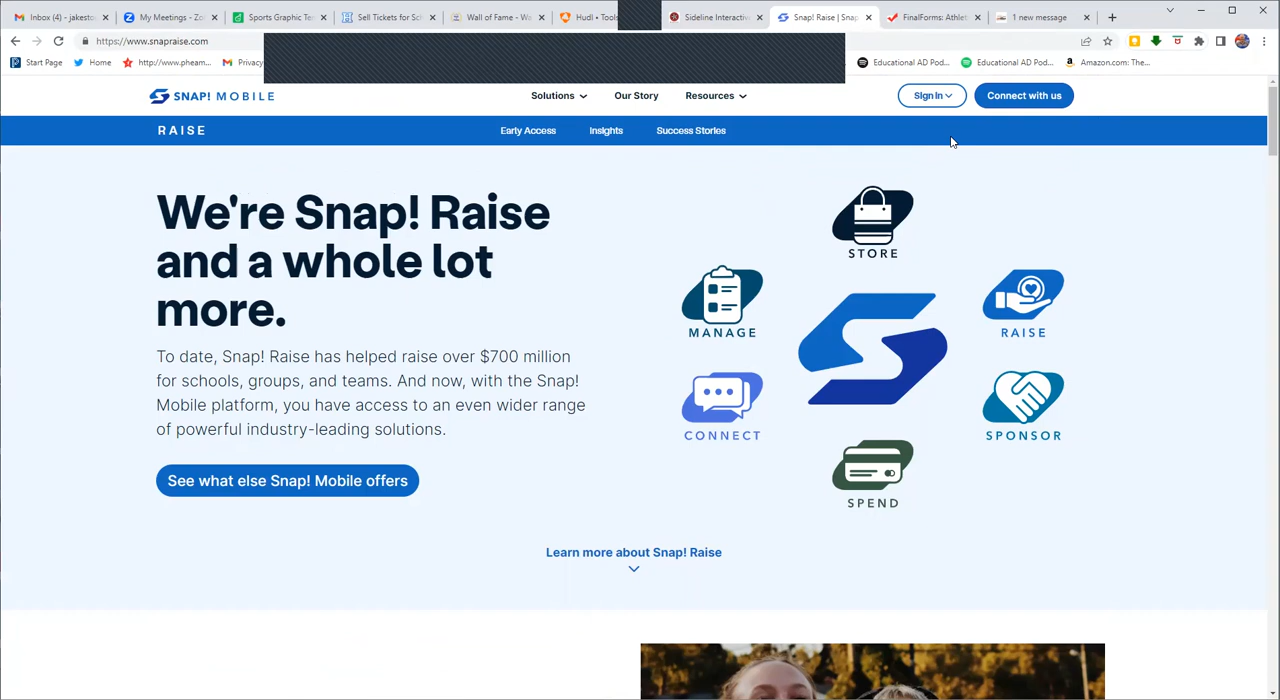 Inbox (4) - jakesto
My Meetings - Zo
Sports Graphic Te
Sell Tickets for Sc
Wall of Fame - Wa
Hudl • Tools
Sideline Interactiv
Snap! Raise | Snap
FinalForms: Athlet
1 new message
https://www.snapraise.com
Start Page
Home
http://www.pheam...
Privacy
Educational AD Pod...
Educational AD Pod...
Amazon.com: The...
SNAP! MOBILE
Solutions
Our Story
Resources
Sign In
Connect with us
RAISE
Early Access
Insights
Success Stories
We're Snap! Raise
and a whole lot
more.
To date, Snap! Raise has helped raise over $700 million
for schools, groups, and teams. And now, with the Snap!
Mobile platform, you have access to an even wider range
of powerful industry-leading solutions.
See what else Snap! Mobile offers
STORE
MANAGE
RAISE
CONNECT
SPONSOR
SPEND
Learn more about Snap! Raise